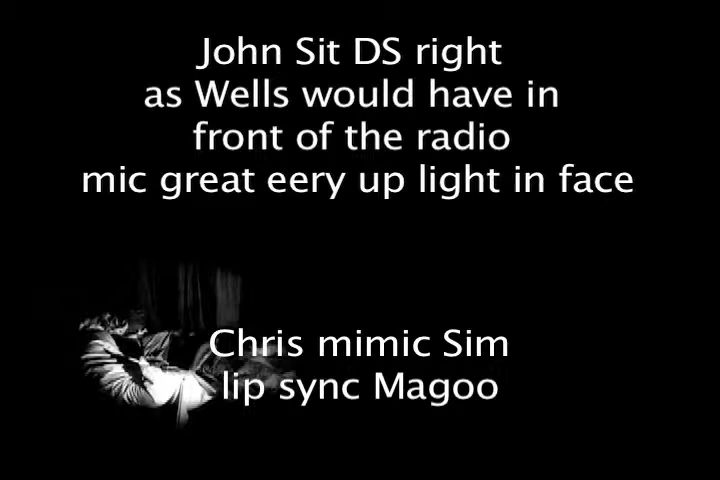 John Sit DS right
as Wells would have in
front of the radio
mic great eery up light in face
Chris mimic Sim
lip sync Magoo